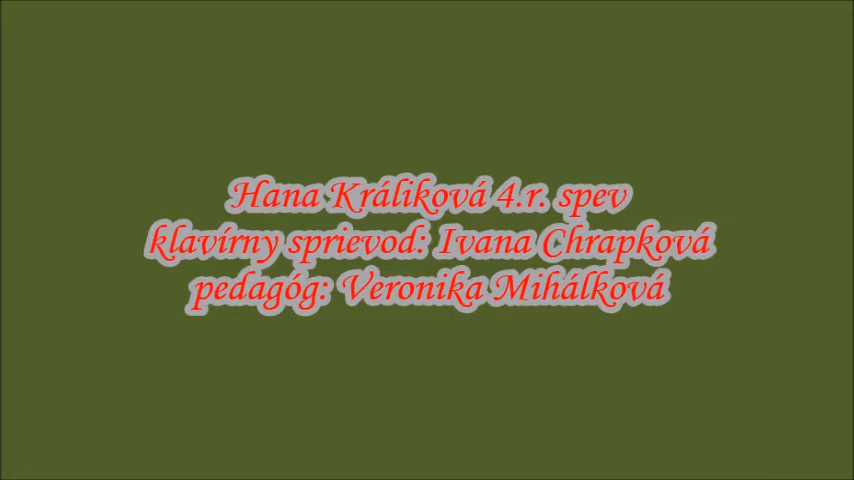 Hana Králiková 4.r. spev
klavírny sprievod: Ivana Chrapková
pedagóg: Veronika Mihálková